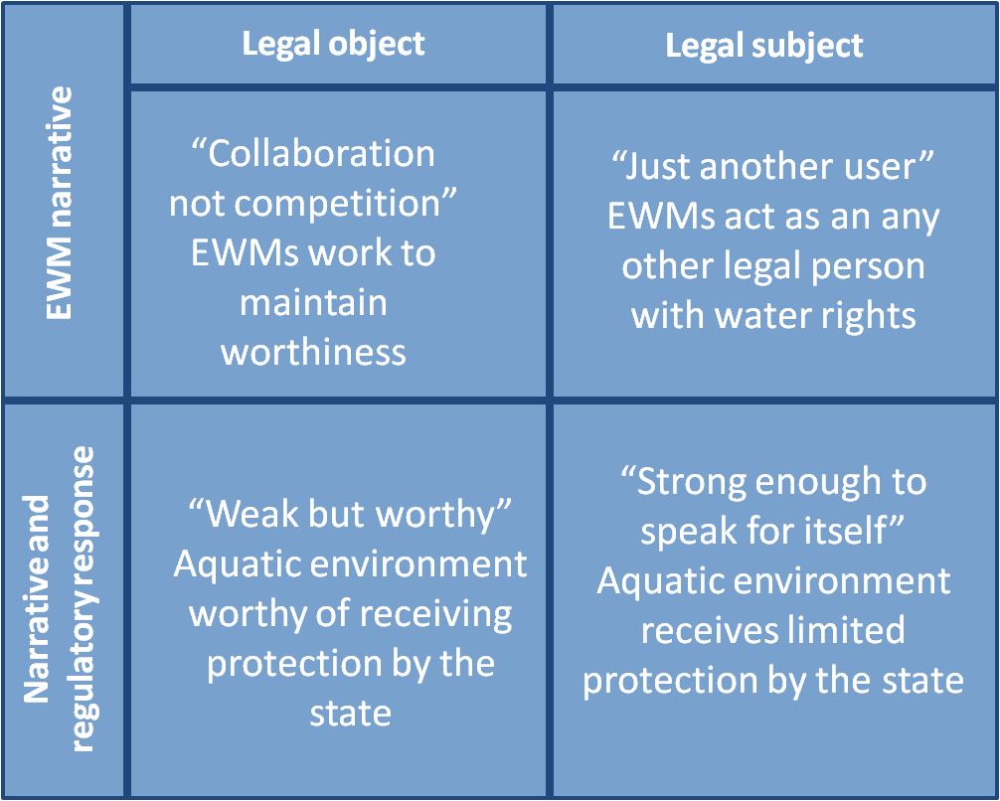 Legal object
Legal subject
EWM narrative
“Collaboration
not competition”
EWMs work to
maintain
worthiness
“Just another user”
EWMs act as an any
other legal person
with water rights
Narrative and
regulatory response
“Weak but worthy”
Aquatic environment
worthy of receiving
protection by the
state
“Strong enough to
speak for itself”
Aquatic environment
receives limited
protection by the state